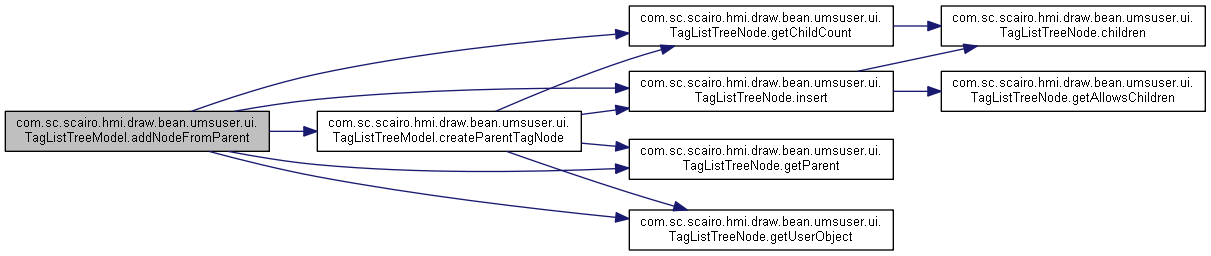 com.sc.scairo.hmi.draw.bean.umsuser.ui.
TagListTreeModel.addNodeFromParent
com.sc.scairo.hmi.draw.bean.umsuser.ui.
TagListTreeModel.createParentTagNode
com.sc.scairo.hmi.draw.bean.umsuser.ui.
TagListTreeNode.getChildCount
com.sc.scairo.hmi.draw.bean.umsuser.ui.
TagListTreeNode.insert
com.sc.scairo.hmi.draw.bean.umsuser.ui.
TagListTreeNode.getParent
com.sc.scairo.hmi.draw.bean.umsuser.ui.
TagListTreeNode.getUserObject
com.sc.scairo.hmi.draw.bean.umsuser.ui.
TagListTreeNode.children
com.sc.scairo.hmi.draw.bean.umsuser.ui.
TagListTreeNode.getAllowsChildren